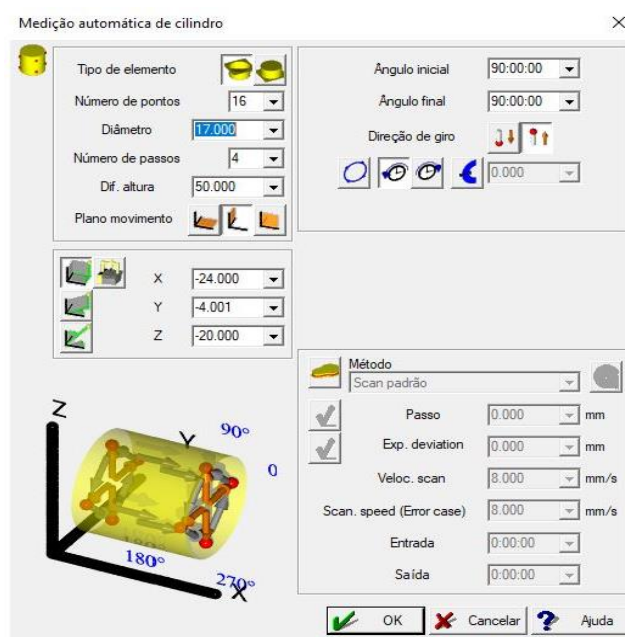 Medição automática de cilindro
Tipo de elemento
Número de pontos 16
Diâmetro 17.000
Número de passos 4
Dif. altura 50.000
Plano movimento
X -24.000
Y -4.001
Z -20.000
Ângulo inicial 90:00:00
Ângulo final 90:00:00
Direção de giro
0.000
Método
Scan padrão
Passo 0.000 mm
Exp. deviation 0.000 mm
Veloc. scan 8.000 mm/s
Scan. speed (Error case) 8.000 mm/s
Entrada 0:00:00
Saída 0:00:00
Z
Y
90°
0
180°
180°
270°
X
OK Cancelar Ajuda